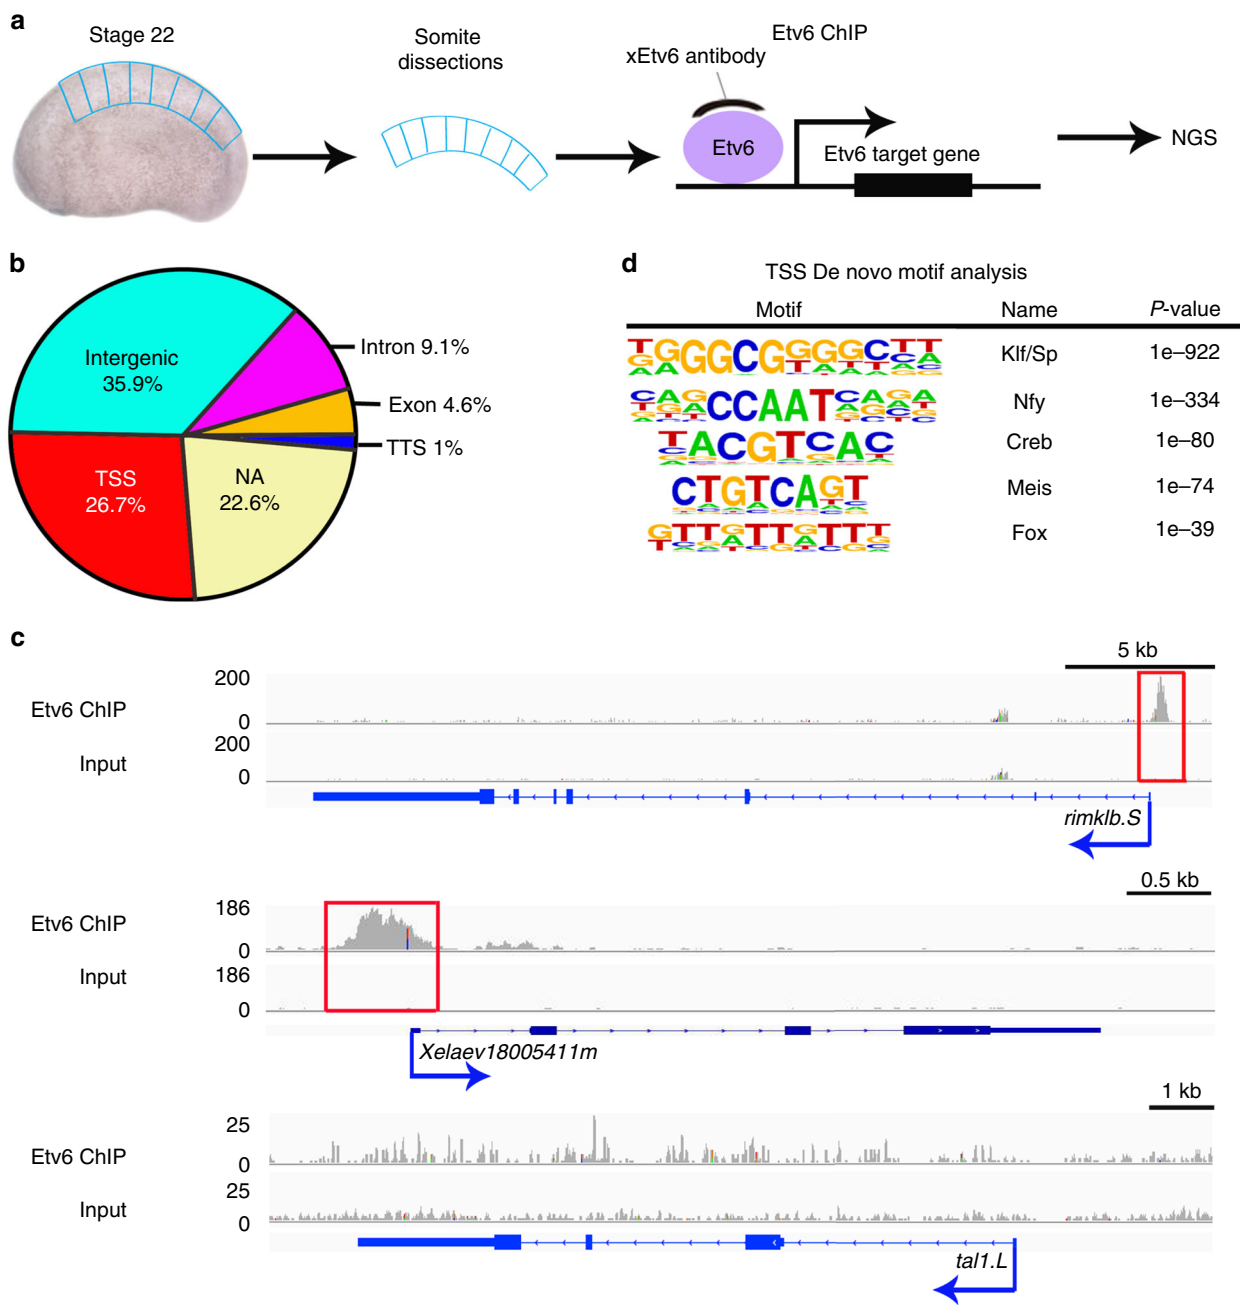 a
Stage 22
Somite
dissections
Etv6 ChIP
xEtv6 antibody
Etv6
Etv6 target gene
NGS
b
Intergenic
35.9%
Intron 9.1%
Exon 4.6%
TTS 1%
TSS
26.7%
NA
22.6%
d
TSS De novo motif analysis
Motif Name P-value
Klf/Sp 1e–922
Nfy 1e–334
Creb 1e–80
Meis 1e–74
Fox 1e–39
c
5 kb
Etv6 ChIP 200 0
Input 200 0
rimklb.S
0.5 kb
Etv6 ChIP 186 0
Input 186 0
Xelaev18005411m
1 kb
Etv6 ChIP 25 0
Input 25 0
tal1.L